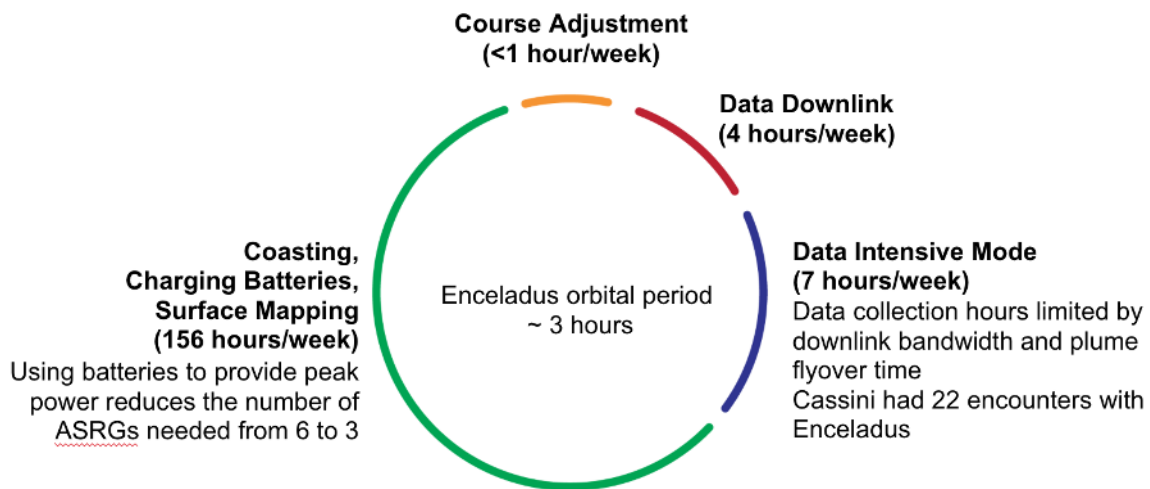 Course Adjustment
(<1 hour/week)
Data Downlink
(4 hours/week)
Data Intensive Mode
(7 hours/week)
Data collection hours limited by
downlink bandwidth and plume
flyover time
Cassini had 22 encounters with
Enceladus
Enceladus orbital period
~ 3 hours
Coasting,
Charging Batteries,
Surface Mapping
(156 hours/week)
Using batteries to provide peak
power reduces the number of
ASRGs needed from 6 to 3